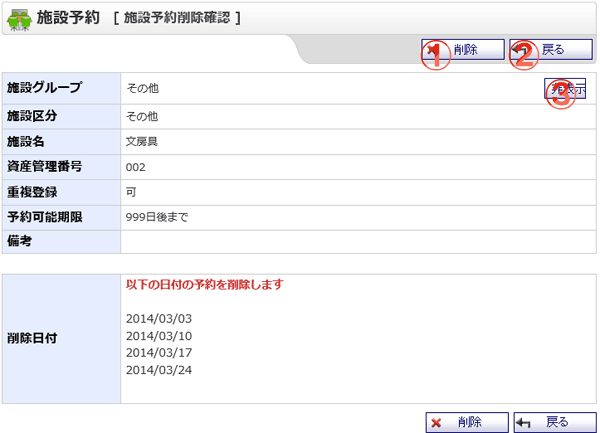 施設予約 [ 施設予約削除確認 ]
① 削除 ② 戻る
施設グループ その他 ③ 非表示
施設区分 その他
施設名 文房具
資産管理番号 002
重複登録 可
予約可能期限 999日後まで
備考
以下の日付の予約を削除します
削除日付
2014/03/03
2014/03/10
2014/03/17
2014/03/24
削除 戻る